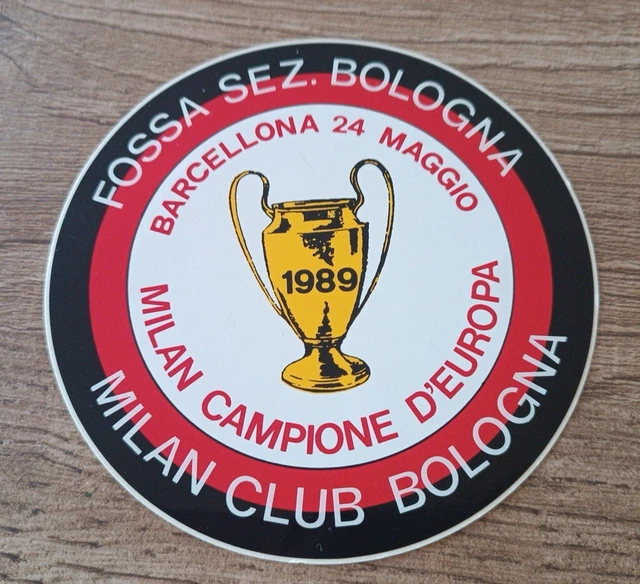 FOSSA SEZ. BOLOGNA
BARCELLONA 24 MAGGIO
1989
MILAN CAMPIONE D'EUROPA
MILAN CLUB BOLOGNA